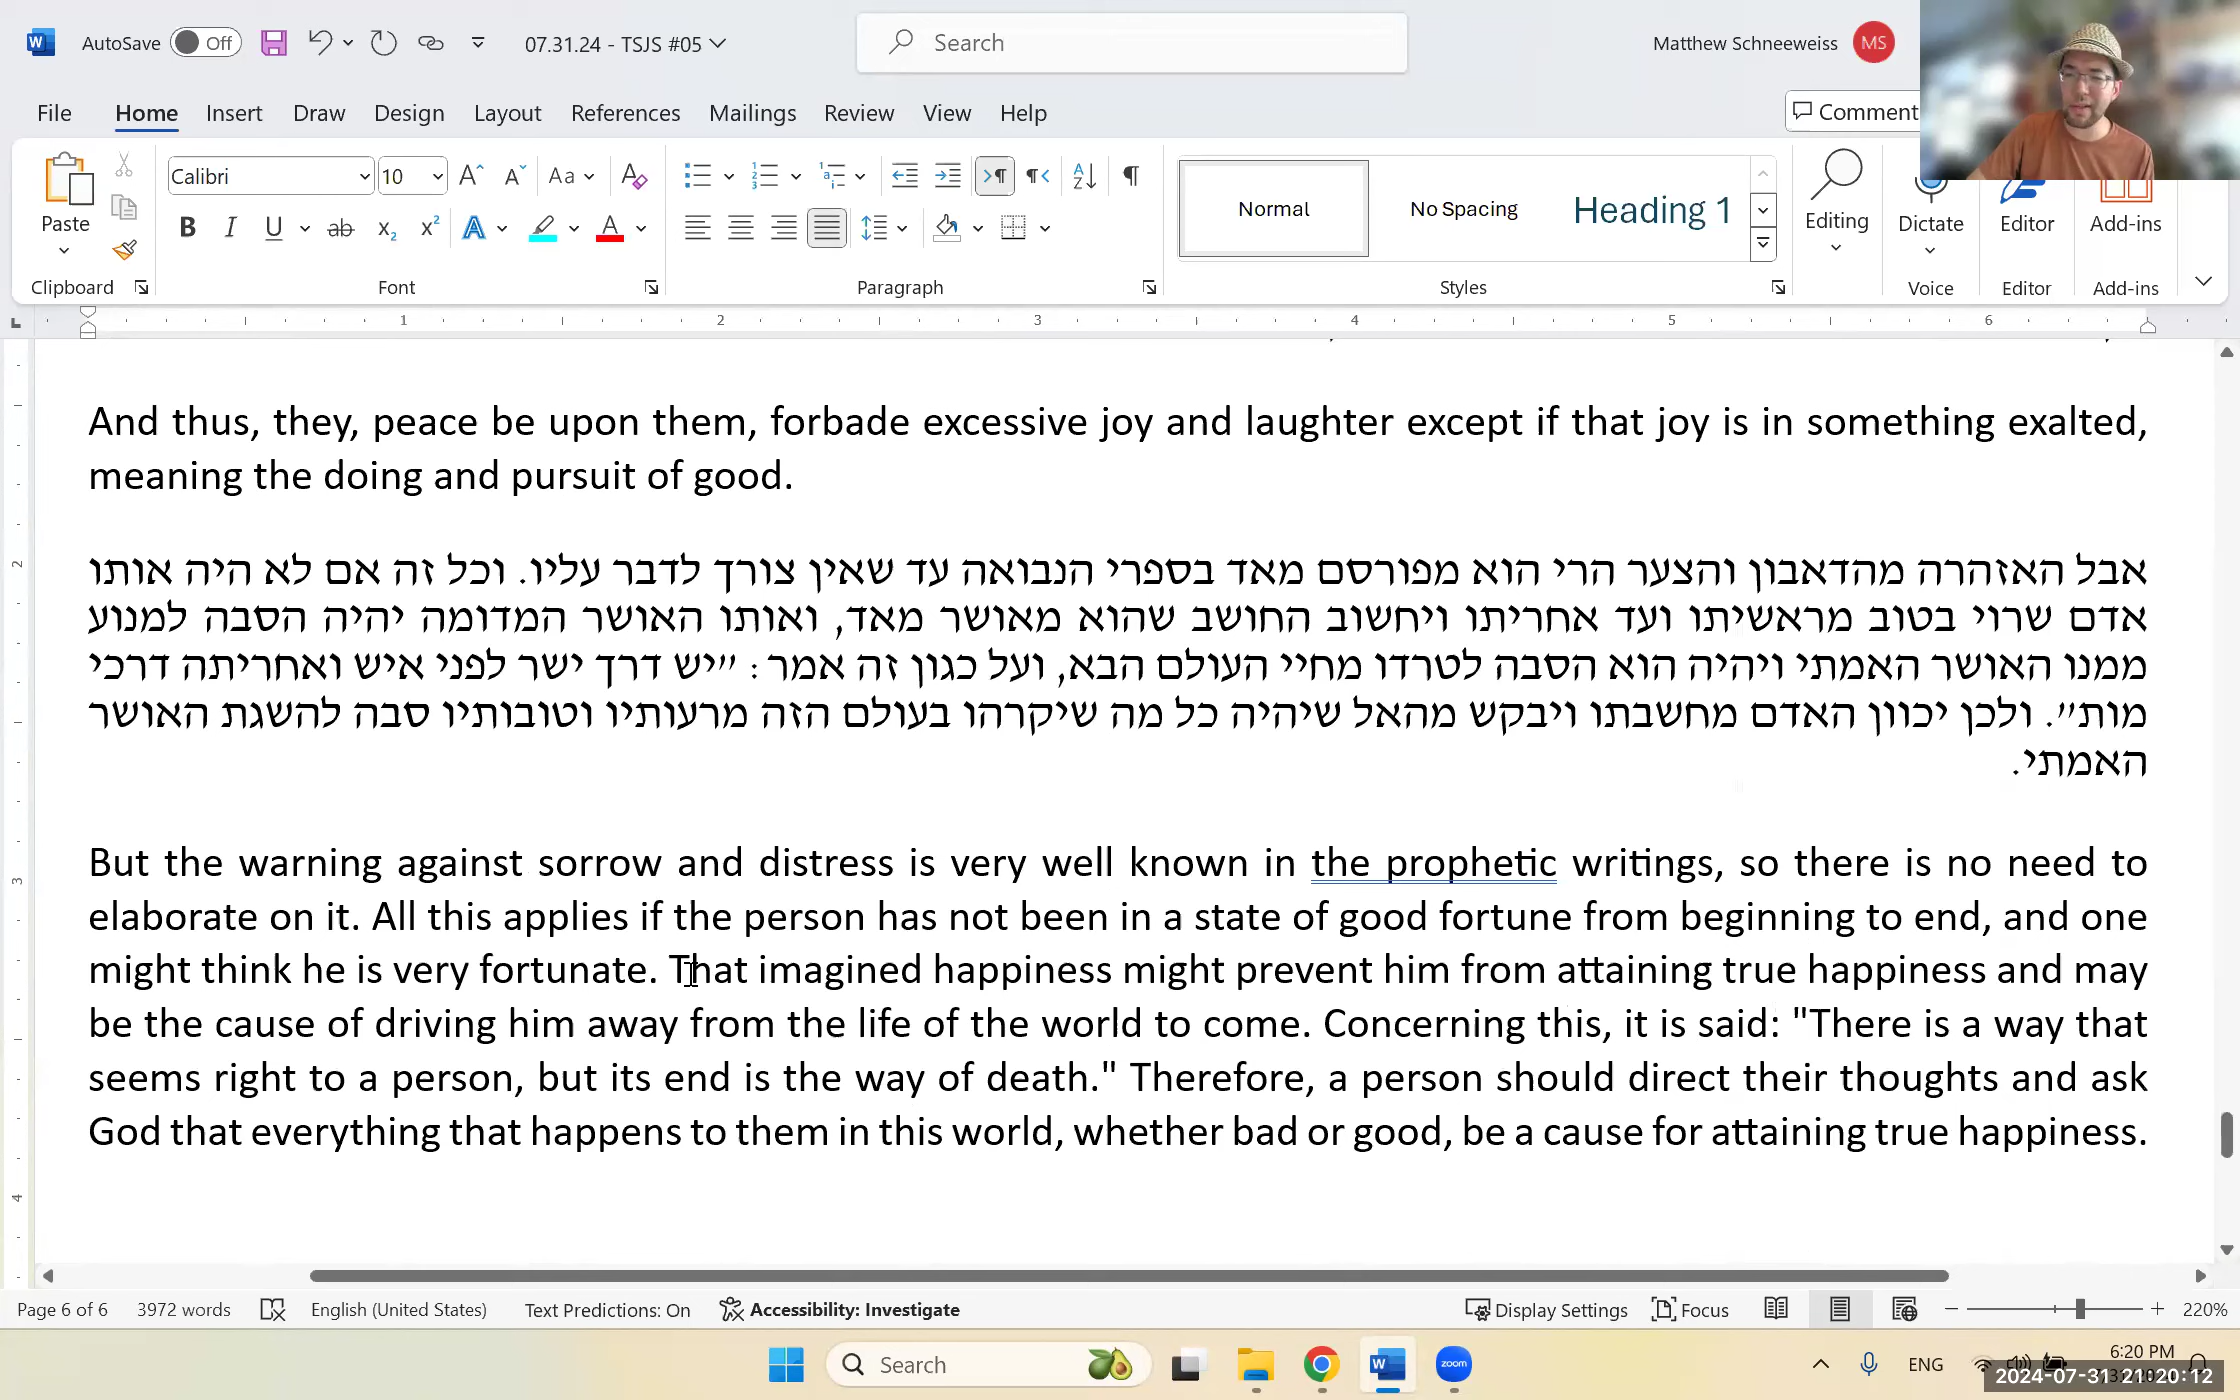 AutoSave Off 07.31.24 - TSJS #05 Search Matthew Schneeweiss MS
File Home Insert Draw Design Layout References Mailings Review View Help Comment
Calibri 10
Paste
Normal No Spacing Heading 1
Editing Dictate Editor Add-ins
Clipboard Font Paragraph Styles Voice Editor Add-ins
1 2 3 4 5 6
And thus, they, peace be upon them, forbade excessive joy and laughter except if that joy is in something exalted,
meaning the doing and pursuit of good.
אבל האזהרה מהדאבון והצער הרי הוא מפורסם מאד בספרי הנבואה עד שאין צורך לדבר עליו. וכל זה אם לא היה אותו
אדם שרוי בטוב מראשיתו ועד אחריתו ויחשוב החושב שהוא מאושר מאד, ואותו האושר המדומה יהיה הסבה למנוע
ממנו האושר האמתי ויהיה הוא הסבה לטרדו מחיי העולם הבא, ועל כגון זה אמר: ״יש דרך ישר לפני איש ואחריתה דרכי
מות״. ולכן יכוון האדם מחשבתו ויבקש מהאל שיהיה כל מה שיקרהו בעולם הזה מרעותיו וטובותיו סבה להשגת האושר
האמתי.
But the warning against sorrow and distress is very well known in the prophetic writings, so there is no need to
elaborate on it. All this applies if the person has not been in a state of good fortune from beginning to end, and one
might think he is very fortunate. That imagined happiness might prevent him from attaining true happiness and may
be the cause of driving him away from the life of the world to come. Concerning this, it is said: "There is a way that
seems right to a person, but its end is the way of death." Therefore, a person should direct their thoughts and ask
God that everything that happens to them in this world, whether bad or good, be a cause for attaining true happiness.
Page 6 of 6 3972 words English (United States) Text Predictions: On Accessibility: Investigate Display Settings Focus 220%
Search zoom ENG 6:20 PM
2024-07-31 21:20:12